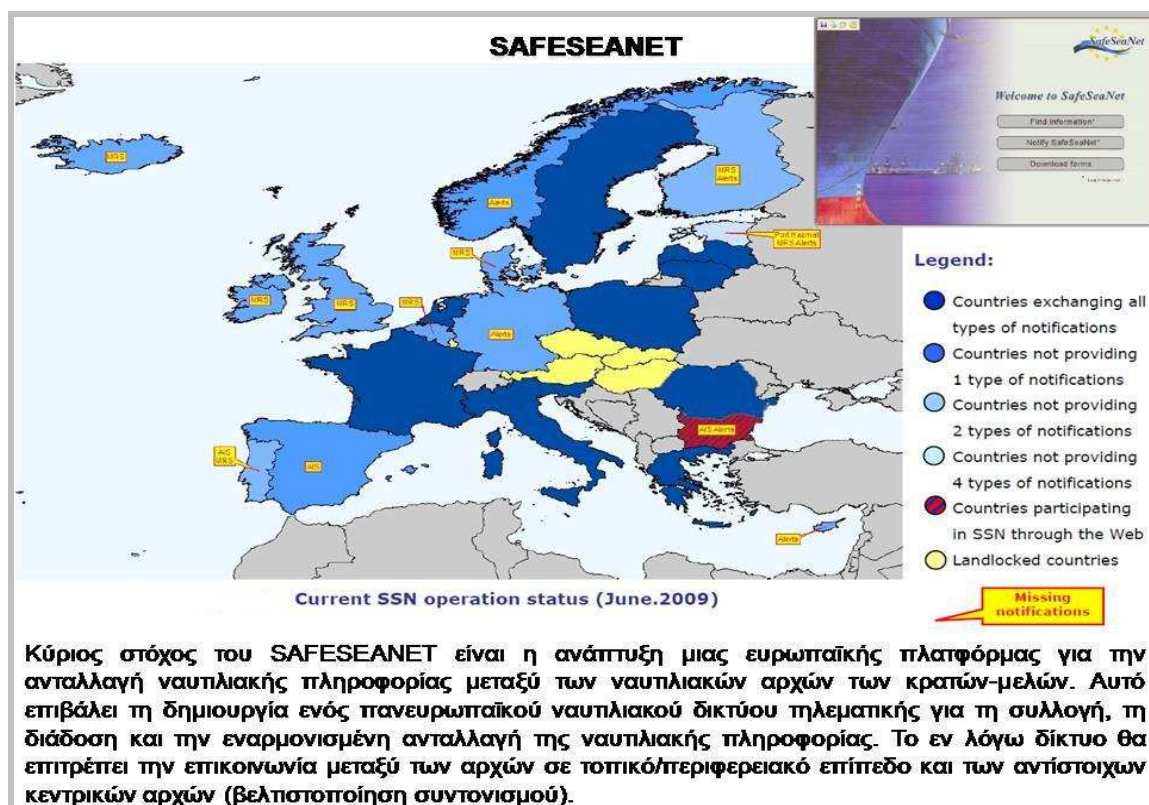 SAFESEANET
SafeSeaNet
Welcome to SafeSeaNet
Find Information*
Notify SafeSeaNet*
Download forms
MRS
Alerts
MRS
Alerts
Port Hazmat
MRS Alerts
MRS
MRS
MRS
MRS
Alerts
AIS
MRS
AIS
AIS Alerts
Alerts
Legend:
Countries exchanging all
types of notifications
Countries not providing
1 type of notifications
Countries not providing
2 types of notifications
Countries not providing
4 types of notifications
Countries participating
in SSN through the Web
Landlocked countries
Missing
notifications
Current SSN operation status (June.2009)
Κύριος στόχος του SAFESEANET είναι η ανάπτυξη μιας ευρωπαϊκής πλατφόρμας για την
ανταλλαγή ναυτιλιακής πληροφορίας μεταξύ των ναυτιλιακών αρχών των κρατών-μελών. Αυτό
επιβάλει τη δημιουργία ενός πανευρωπαϊκού ναυτιλιακού δικτύου τηλεματικής για τη συλλογή, τη
διάδοση και την εναρμονισμένη ανταλλαγή της ναυτιλιακής πληροφορίας. Το εν λόγω δίκτυο θα
επιτρέπει την επικοινωνία μεταξύ των αρχών σε τοπικό/περιφερειακό επίπεδο και των αντίστοιχων
κεντρικών αρχών (βελτιστοποίηση συντονισμού).